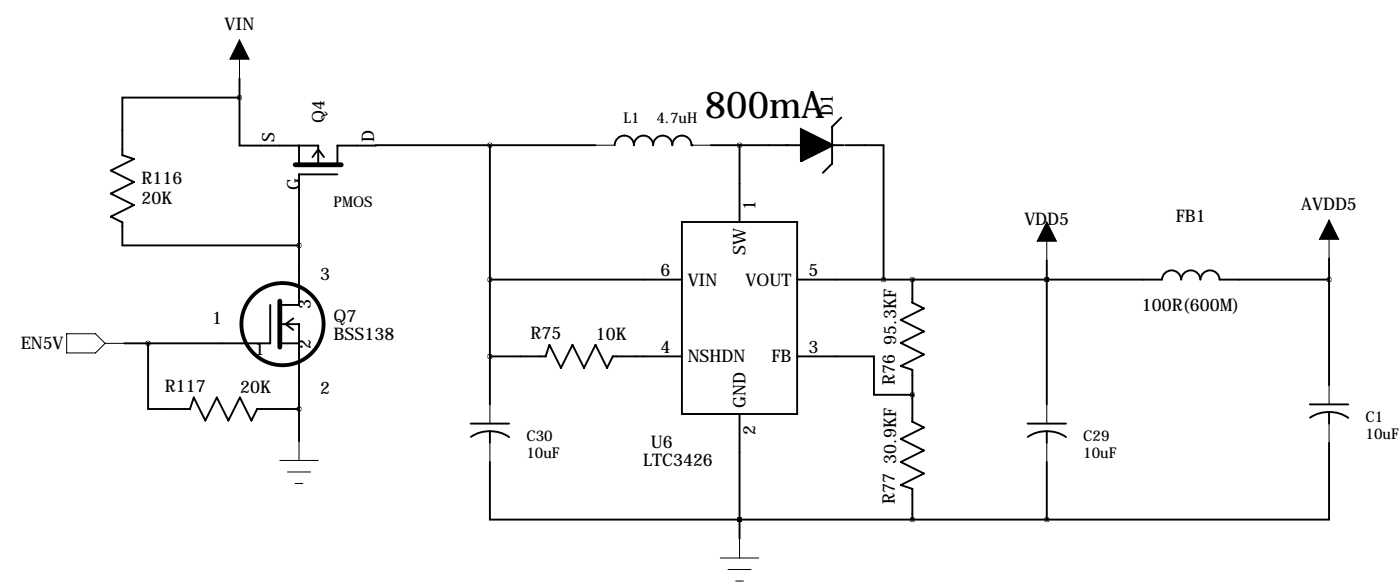 VIN
Q4
S
D
G
PMOS
R116
20K
3
3
1
1
2
2
Q7
BSS138
EN5V
R117 20K
L1 4.7uH
800mA
D1
1
SW
6 VIN
VOUT 5
R75 10K
4 NSHDN
FB 3
GND
2
U6
LTC3426
C30
10uF
R76 95.3KF
R77 30.9KF
VDD5
C29
10uF
FB1
100R(600M)
AVDD5
C1
10uF